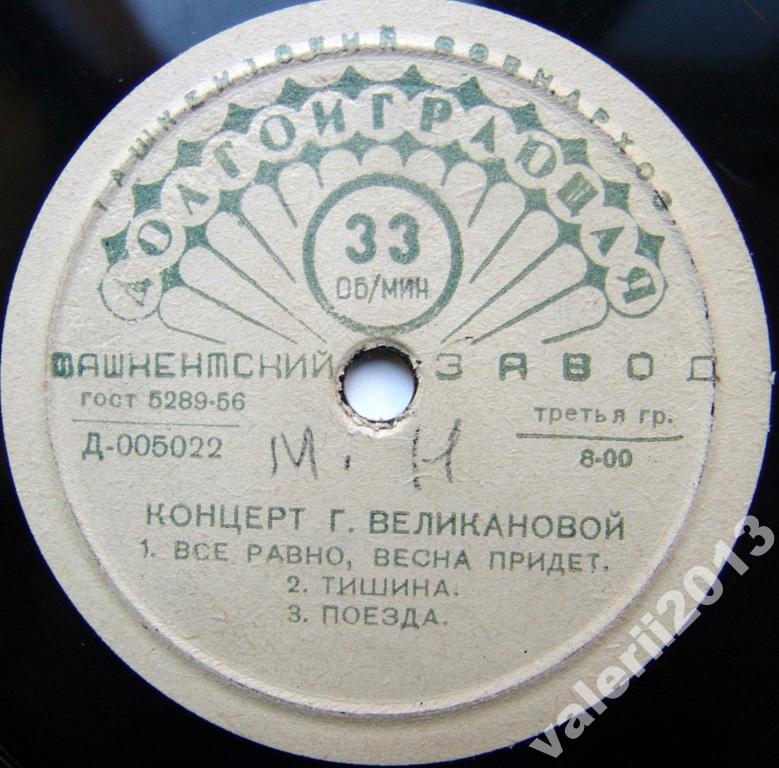 ТАШКЕНТСКИЙ СОВНАРХОЗ
ДОЛГОИГРАЮЩАЯ
33
ОБ/МИН
ТАШКЕНТСКИЙ ЗАВОД
ГОСТ 5289-56
третья гр.
Д-005022
8-00
М. Н
КОНЦЕРТ Г. ВЕЛИКАНОВОЙ
1. ВСЕ РАВНО, ВЕСНА ПРИДЕТ.
2. ТИШИНА.
3. ПОЕЗДА.
valerii2013